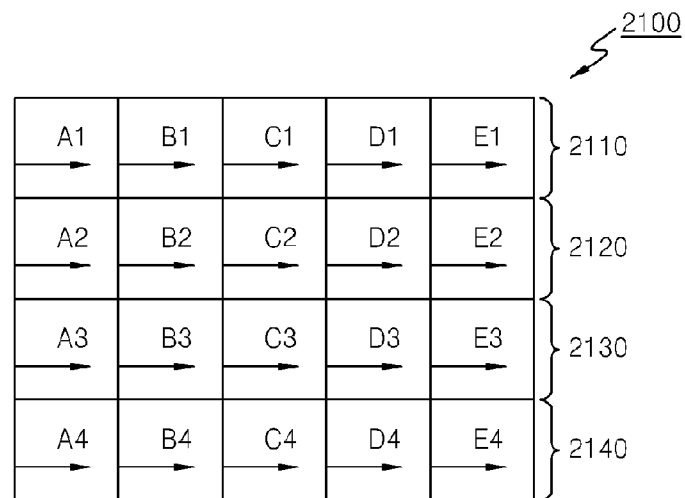 2100
A1 B1 C1 D1 E1 2110
A2 B2 C2 D2 E2 2120
A3 B3 C3 D3 E3 2130
A4 B4 C4 D4 E4 2140